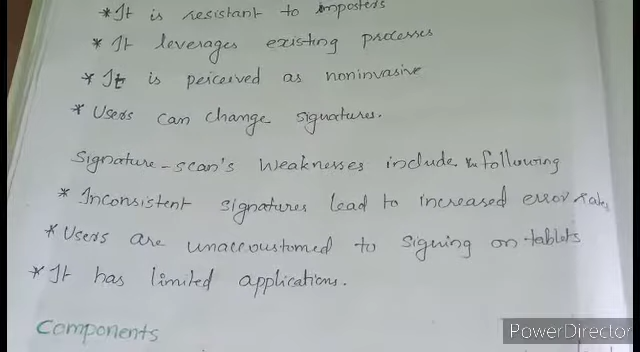 * It is resistant to imposters
* It leverages existing processes
* It is perceived as noninvasive
* Users can change signatures.
Signature-scan's weaknesses include the following
* Inconsistent signatures lead to increased error rates
* Users are unaccoustomed to signing on tablets
* It has limited applications.
Components
PowerDirector